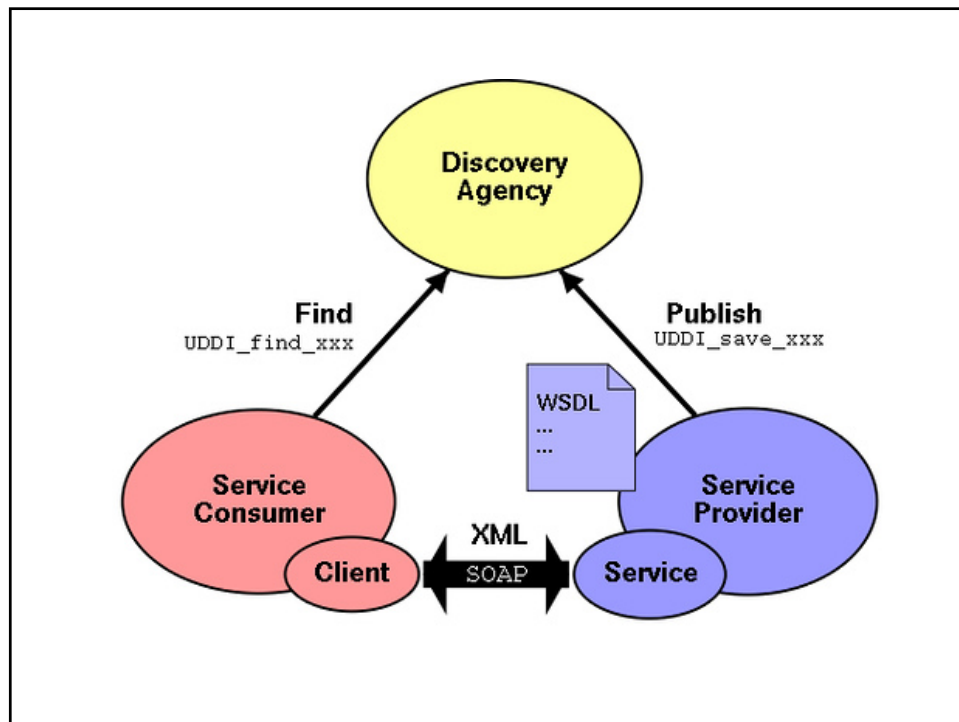 Discovery
Agency
Find
UDDI_find_xxx
Publish
UDDI_save_xxx
WSDL
...
...
Service
Consumer
Service
Provider
XML
SOAP
Client
Service